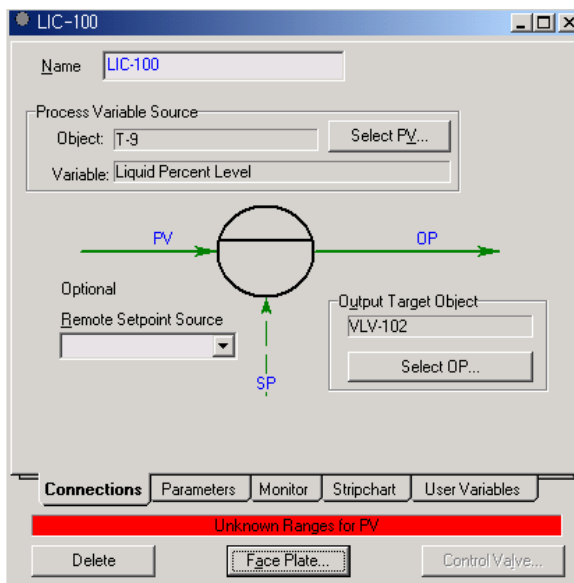 LIC-100
Name LIC-100
Process Variable Source
Object: T-9 Select PV...
Variable: Liquid Percent Level
PV OP
Optional
Remote Setpoint Source
Output Target Object
VLV-102
Select OP...
SP
Connections Parameters Monitor Stripchart User Variables
Unknown Ranges for PV
Delete Face Plate... Control Valve...